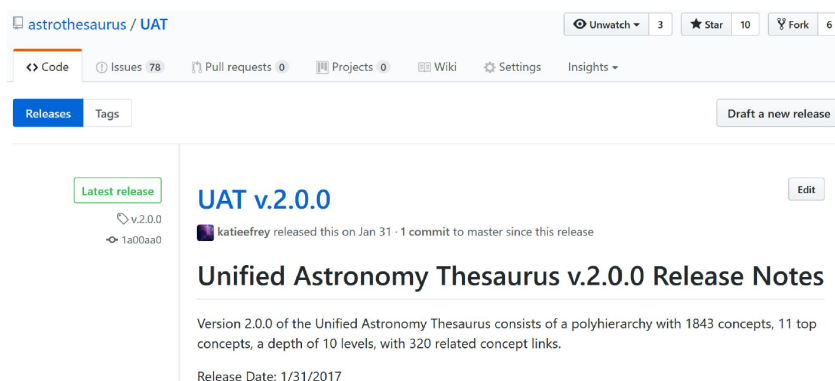 astrothesaurus / UAT
Unwatch 3 Star 10 Fork 6
Code Issues 78 Pull requests 0 Projects 0 Wiki Settings Insights
Releases Tags Draft a new release
Latest release
v.2.0.0
1a00aa0
UAT v.2.0.0 Edit
katieefrey released this on Jan 31 · 1 commit to master since this release
Unified Astronomy Thesaurus v.2.0.0 Release Notes
Version 2.0.0 of the Unified Astronomy Thesaurus consists of a polyhierarchy with 1843 concepts, 11 top
concepts, a depth of 10 levels, with 320 related concept links.
Release Date: 1/31/2017